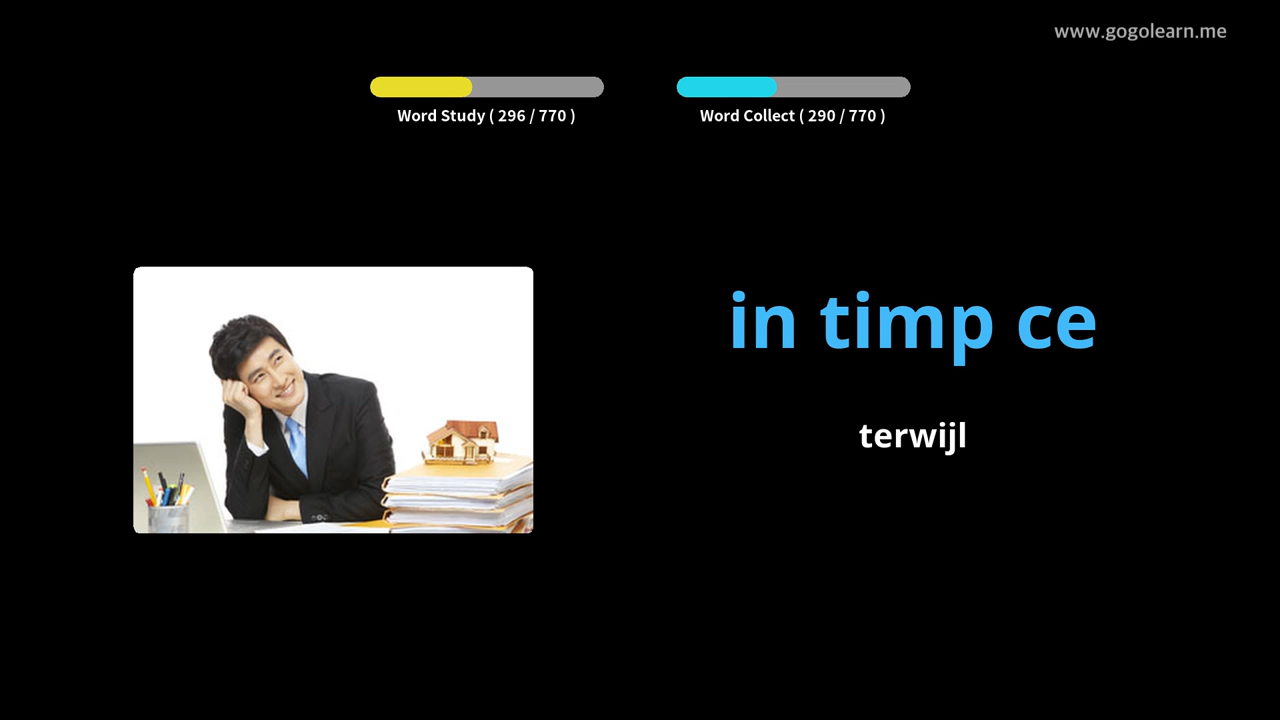 www.gogolearn.me
Word Study ( 296 / 770 )
Word Collect ( 290 / 770 )
in timp ce
terwijl